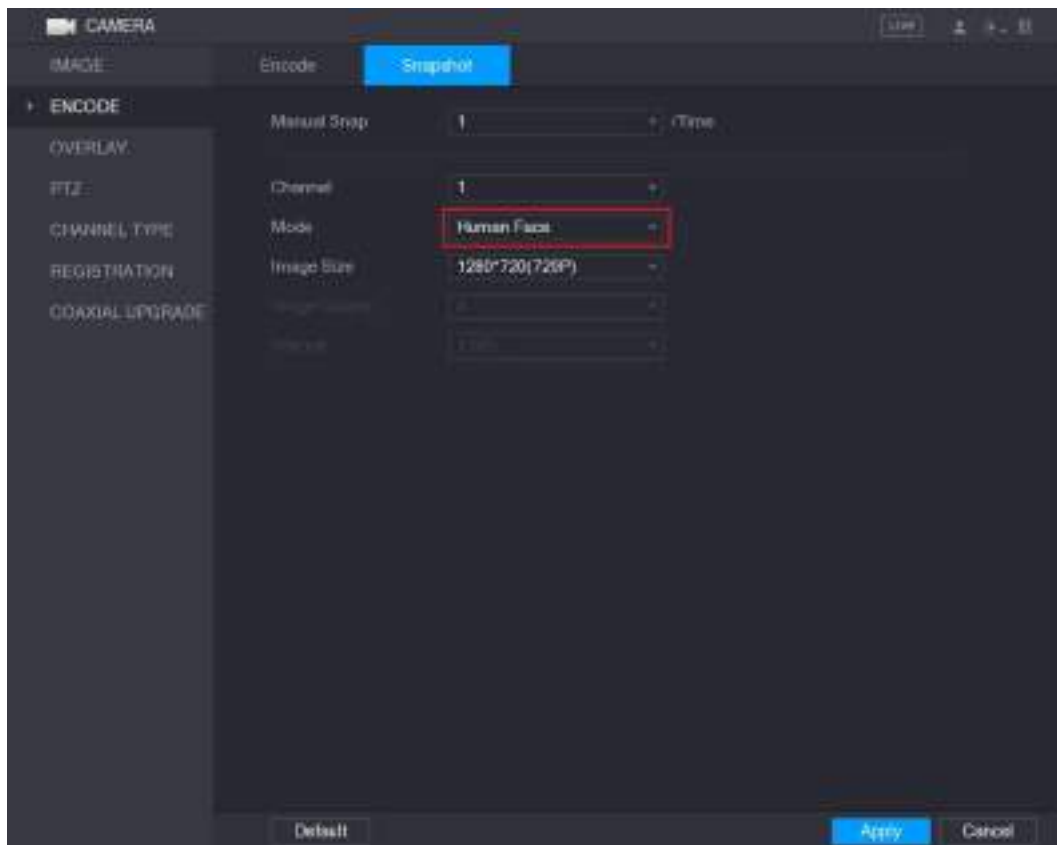 CAMERA
LIVE
IMAGE
Encode
Snapshot
ENCODE
Manual Snap 1 /Time
OVERLAY
PTZ
Channel 1
CHANNEL TYPE
Mode Human Face
REGISTRATION
Image Size 1280*720(720P)
COAXIAL UPGRADE
Default
Apply
Cancel